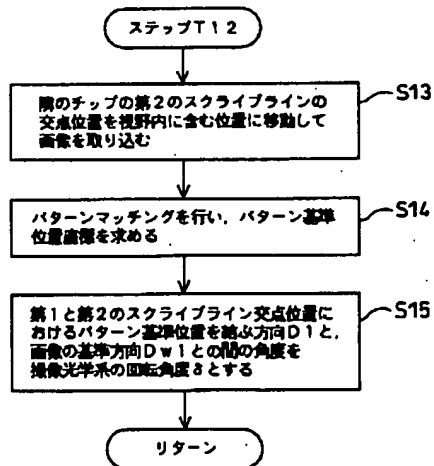 ステップT12
隣のチップの第2のスクライブラインの
交点位置を視野内に含む位置に移動して
画像を取り込む
S13
パターンマッチングを行い,パターン基準
位置座標を求める
S14
第1と第2のスクライブライン交点位置に
おけるパターン基準位置を結ぶ方向D1と,
画像の基準方向Dw1との間の角度を
撮像光学系の回転角度δとする
S15
リターン